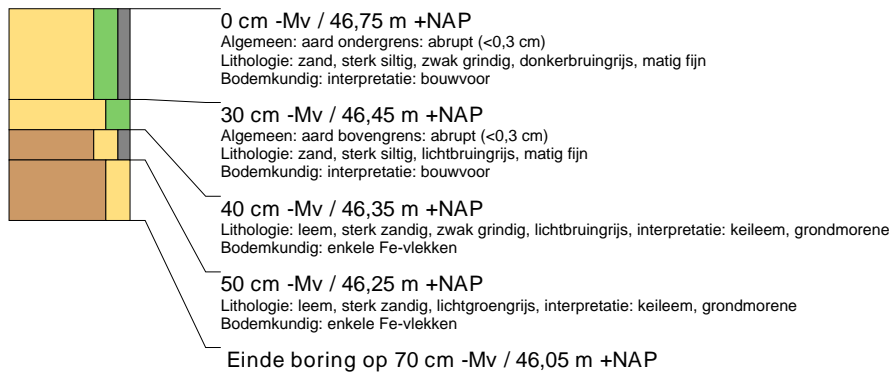 0 cm -Mv / 46,75 m +NAP
Algemeen: aard ondergrens: abrupt (<0,3 cm)
Lithologie: zand, sterk siltig, zwak grindig, donkerbruingrijs, matig fijn
Bodemkundig: interpretatie: bouwvoor
30 cm -Mv / 46,45 m +NAP
Algemeen: aard bovengrens: abrupt (<0,3 cm)
Lithologie: zand, sterk siltig, lichtbruingrijs, matig fijn
Bodemkundig: interpretatie: bouwvoor
40 cm -Mv / 46,35 m +NAP
Lithologie: leem, sterk zandig, zwak grindig, lichtbruingrijs, interpretatie: keileem, grondmorene
Bodemkundig: enkele Fe-vlekken
50 cm -Mv / 46,25 m +NAP
Lithologie: leem, sterk zandig, lichtgroengrijs, interpretatie: keileem, grondmorene
Bodemkundig: enkele Fe-vlekken
Einde boring op 70 cm -Mv / 46,05 m +NAP